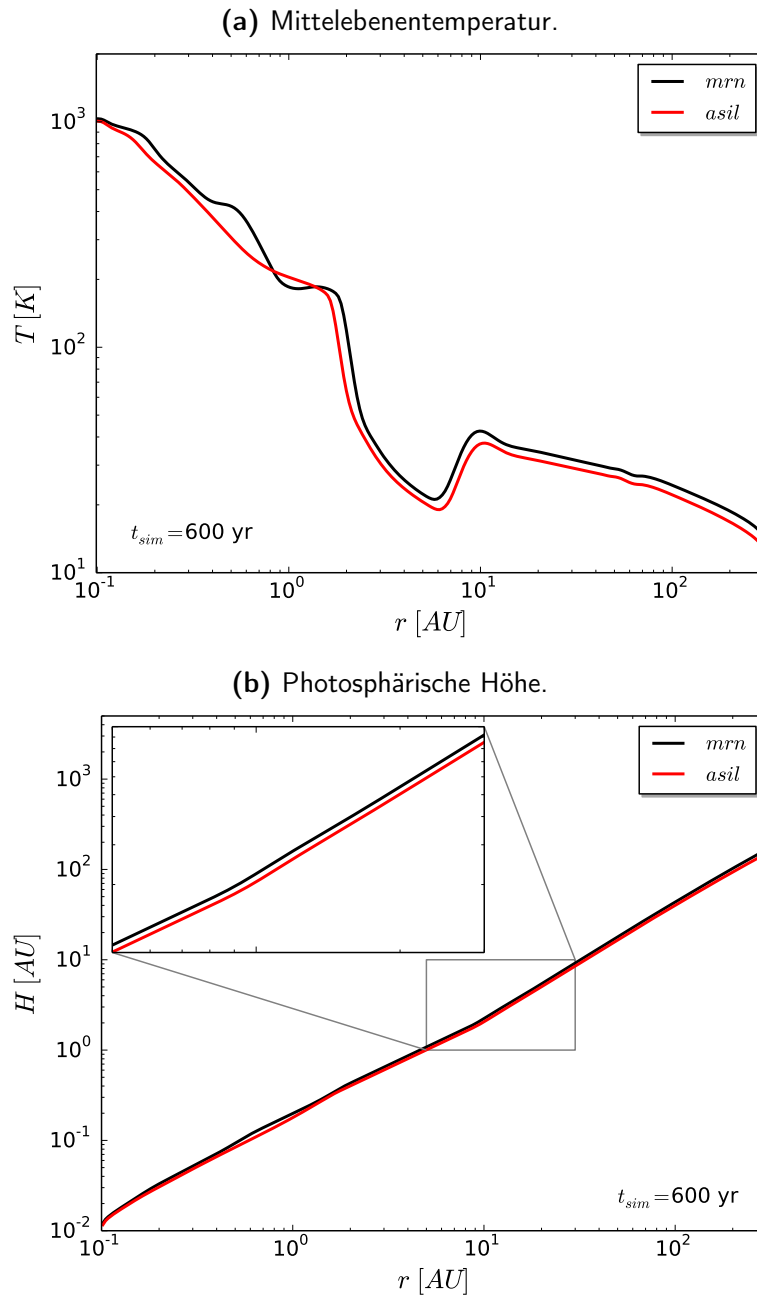 (a) Mittelebenentemperatur.
mrn
asil
10³
10²
10¹
T [K]
t_sim=600 yr
10⁻¹ 10⁰ 10¹ 10²
r [AU]
(b) Photosphärische Höhe.
mrn
asil
10³
10²
10¹
10⁰
10⁻¹
10⁻²
H [AU]
t_sim=600 yr
10⁻¹ 10⁰ 10¹ 10²
r [AU]